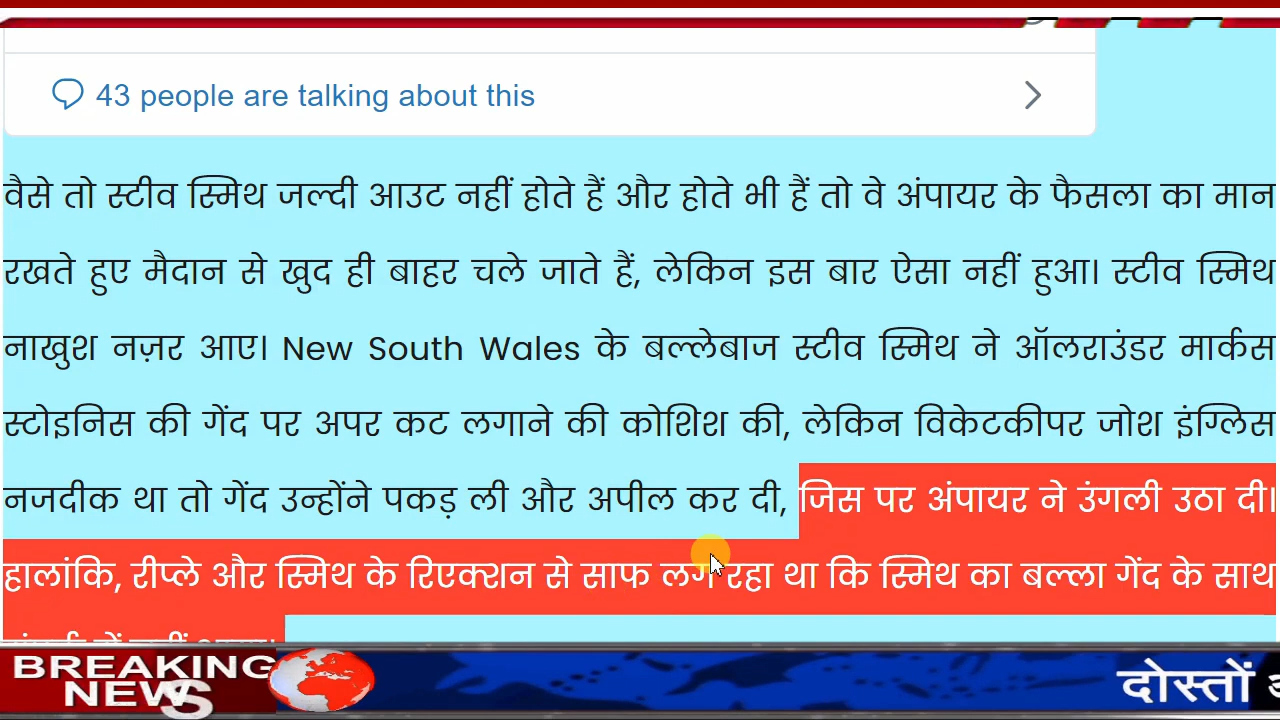 43 people are talking about this
वैसे तो स्टीव स्मिथ जल्दी आउट नहीं होते हैं और होते भी हैं तो वे अंपायर के फैसला का मान
रखते हुए मैदान से खुद ही बाहर चले जाते हैं, लेकिन इस बार ऐसा नहीं हुआ। स्टीव स्मिथ
नाखुश नज़र आए। New South Wales के बल्लेबाज स्टीव स्मिथ ने ऑलराउंडर मार्कस
स्टोइनिस की गेंद पर अपर कट लगाने की कोशिश की, लेकिन विकेटकीपर जोश इंग्लिस
नजदीक था तो गेंद उन्होंने पकड़ ली और अपील कर दी, जिस पर अंपायर ने उंगली उठा दी।
हालांकि, रीप्ले और स्मिथ के रिएक्शन से साफ लग रहा था कि स्मिथ का बल्ला गेंद के साथ
BREAKING
NEWS
दोस्तों